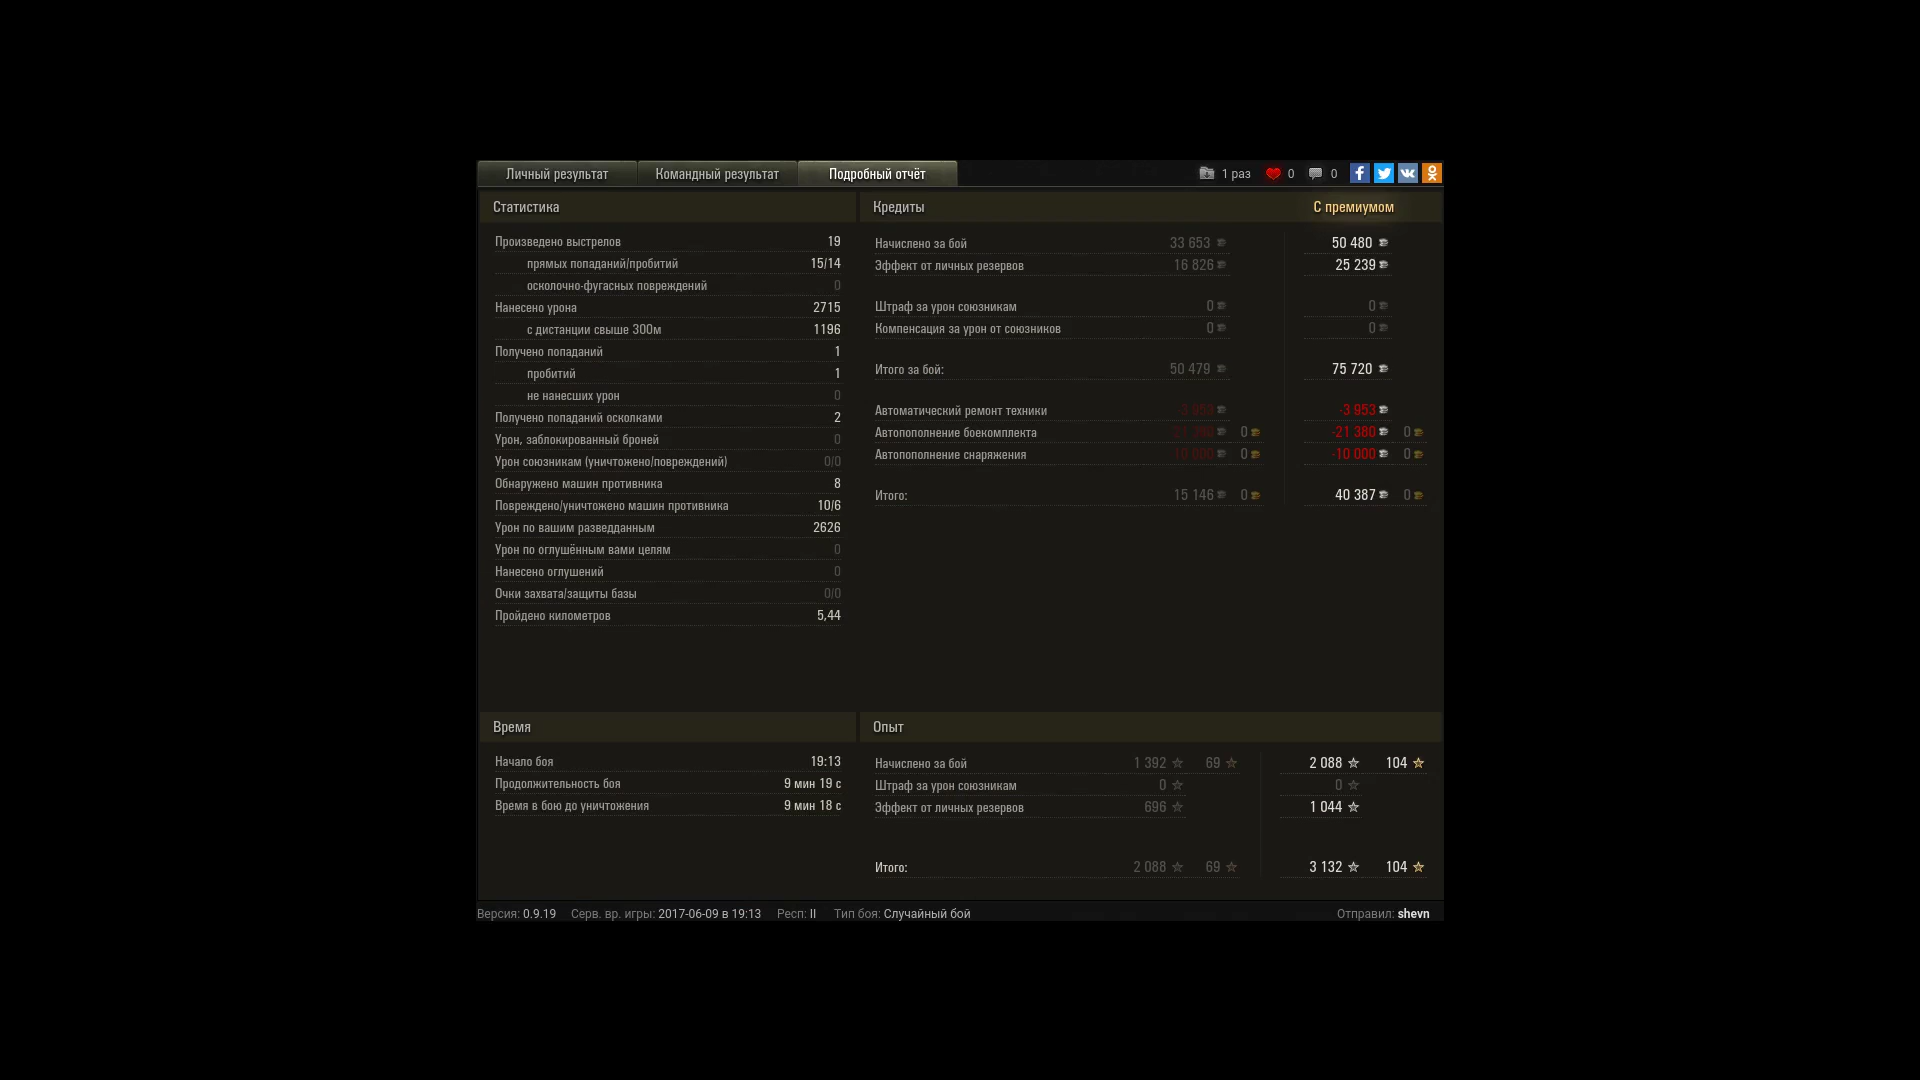 Личный результат Командный результат Подробный отчёт 1 раз 0 0
Статистика
Произведено выстрелов 19
прямых попаданий/пробитий 15/14
осколочно-фугасных повреждений 0
Нанесено урона 2715
с дистанции свыше 300м 1196
Получено попаданий 1
пробитий 1
не нанесших урон 0
Получено попаданий осколками 2
Урон, заблокированный броней 0
Урон союзникам (уничтожено/повреждений) 0/0
Обнаружено машин противника 8
Повреждено/уничтожено машин противника 10/6
Урон по вашим разведданным 2626
Урон по оглушённым вами целям 0
Нанесено оглушений 0
Очки захвата/защиты базы 0/0
Пройдено километров 5,44
Кредиты С премиумом
Начислено за бой 33 653 50 480
Эффект от личных резервов 16 826 25 239
Штраф за урон союзникам 0 0
Компенсация за урон от союзников 0 0
Итого за бой: 50 479 75 720
Автоматический ремонт техники -3 953 -3 953
Автопополнение боекомплекта -21 380 0 -21 380 0
Автопополнение снаряжения -10 000 0 -10 000 0
Итого: 15 146 0 40 387 0
Время
Начало боя 19:13
Продолжительность боя 9 мин 19 с
Время в бою до уничтожения 9 мин 18 с
Опыт
Начислено за бой 1 392 69 2 088 104
Штраф за урон союзникам 0 0
Эффект от личных резервов 696 1 044
Итого: 2 088 69 3 132 104
Версия: 0.9.19 Серв. вр. игры: 2017-06-09 в 19:13 Респ: II Тип боя: Случайный бой Отправил: shevn